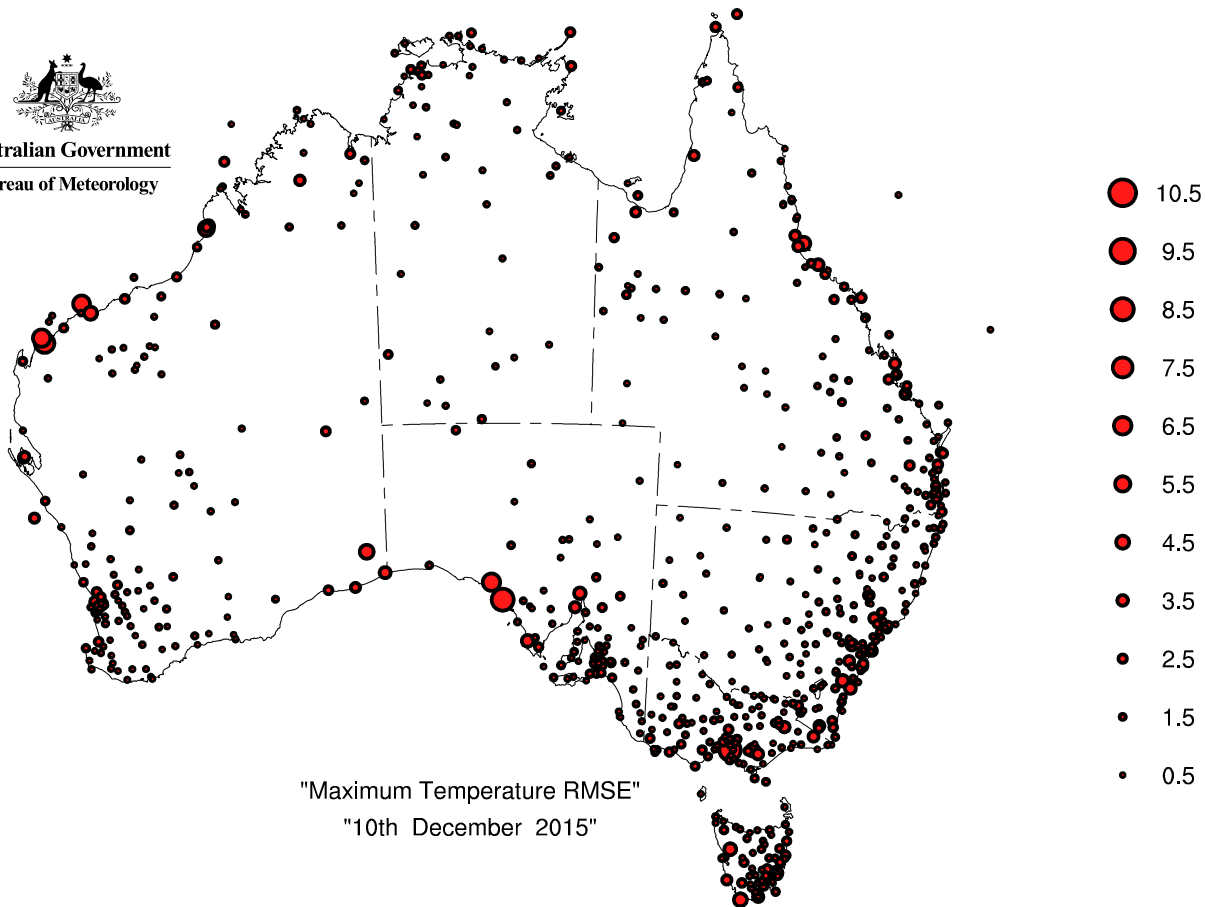 AUSTRALIA
tralian Government
reau of Meteorology
10.5
9.5
8.5
7.5
6.5
5.5
4.5
3.5
2.5
1.5
0.5
"Maximum Temperature RMSE"
"10th December 2015"